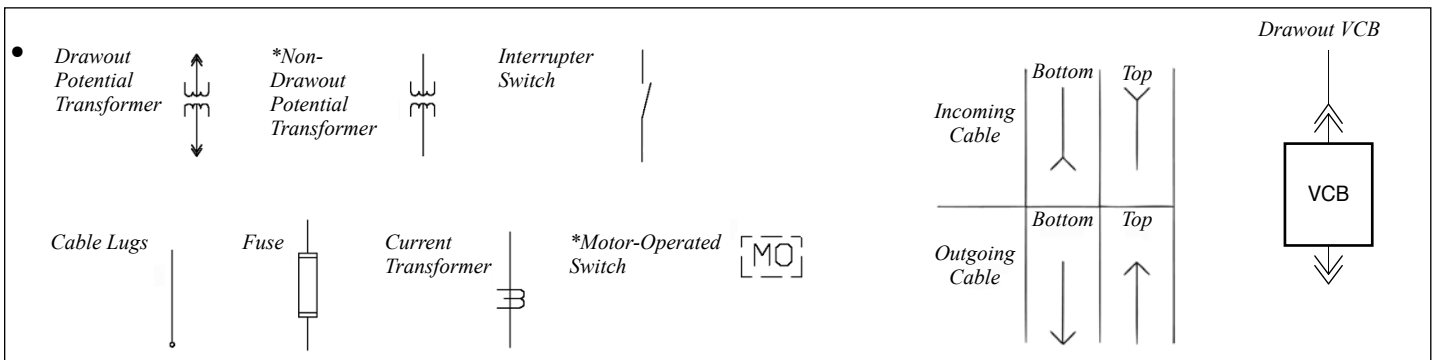 Drawout
Potential
Transformer
*Non-
Drawout
Potential
Transformer
Interrupter
Switch
Bottom
Top
Incoming
Cable
Drawout VCB
VCB
Cable Lugs
Fuse
Current
Transformer
*Motor-Operated
Switch
MO
Bottom
Top
Outgoing
Cable